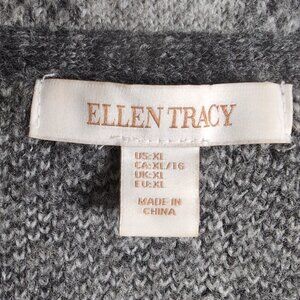 ELLEN TRACY
US:XL
CA:XL/16
UK:XL
EU:XL
MADE IN
CHINA